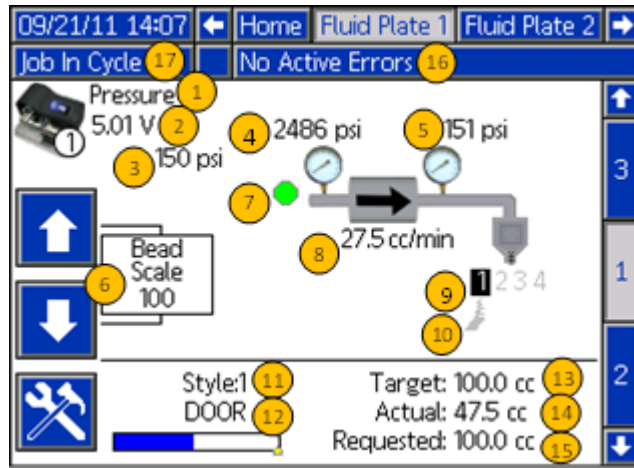 09/21/11 14:07 Home Fluid Plate 1 Fluid Plate 2
Job In Cycle 17 No Active Errors 16
Pressure 1
1 5.01 V 2
3 150 psi
4 2486 psi 5 151 psi
3
7
8 27.5 cc/min
Bead
Scale
100
6
1
9 1 2 3 4
10
Style:1 11 Target: 100.0 cc 13
2
DOOR 12 Actual: 47.5 cc 14
Requested: 100.0 cc 15